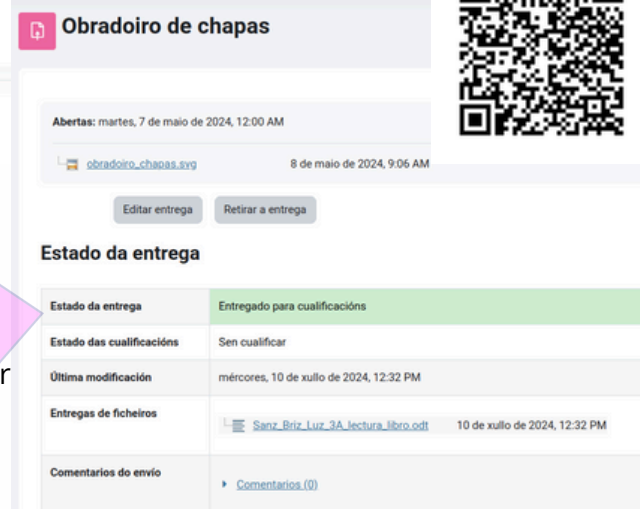 Obradoiro de chapas
Abertas: martes, 7 de maio de 2024, 12:00 AM
obradoiro_chapas.svg 8 de maio de 2024, 9:06 AM
Editar entrega Retirar a entrega
Estado da entrega
Estado da entrega Entregado para cualificacións
Estado das cualificacións Sen cualificar
r
Última modificación mércores, 10 de xullo de 2024, 12:32 PM
Entregas de ficheiros Sanz_Briz_Luz_3A_lectura_libro.odt 10 de xullo de 2024, 12:32 PM
Comentarios do envío Comentarios (0)